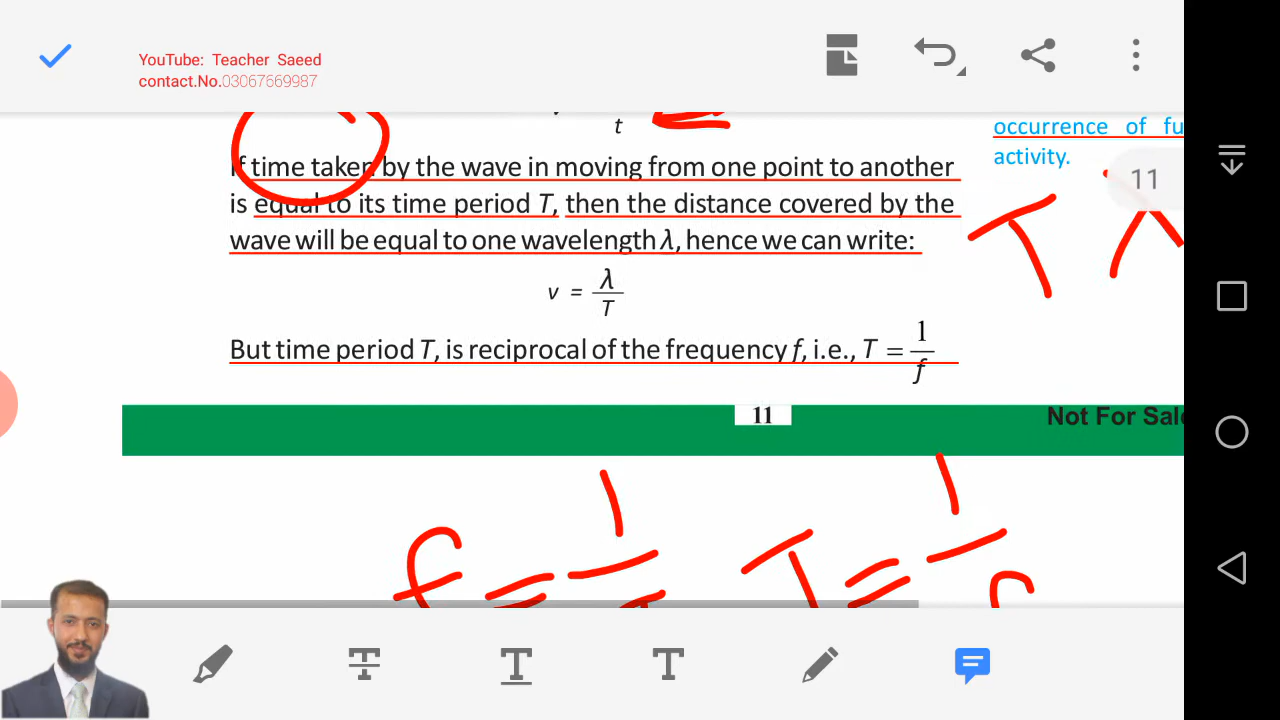 YouTube: Teacher Saeed
contact.No.03067669987
t
occurrence of fu
activity.
If time taken by the wave in moving from one point to another
11
is equal to its time period T, then the distance covered by the
T λ
wave will be equal to one wavelength λ, hence we can write:
v = λ/T
But time period T, is reciprocal of the frequency f, i.e., T = 1/f
11
Not For Sal
f = 1
T = 1